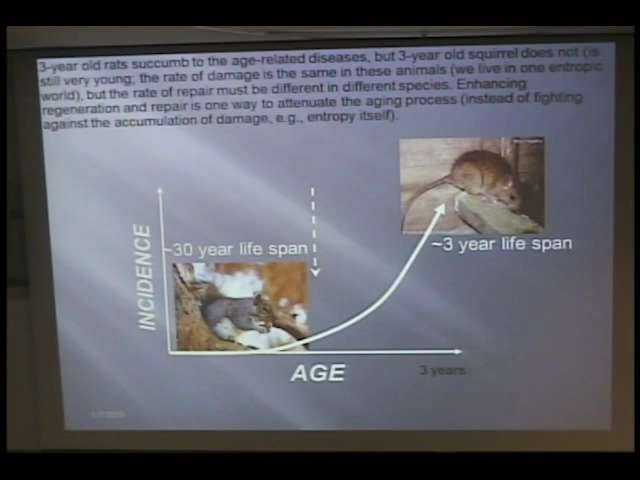 3-year old rats succumb to the age-related diseases, but 3-year old squirrel does not (is
still very young; the rate of damage is the same in these animals (we live in one entropic
world), but the rate of repair must be different in different species. Enhancing
regeneration and repair is one way to attenuate the aging process (instead of fighting
against the accumulation of damage, e.g., entropy itself).
~30 year life span
~3 year life span
INCIDENCE
AGE
3 years